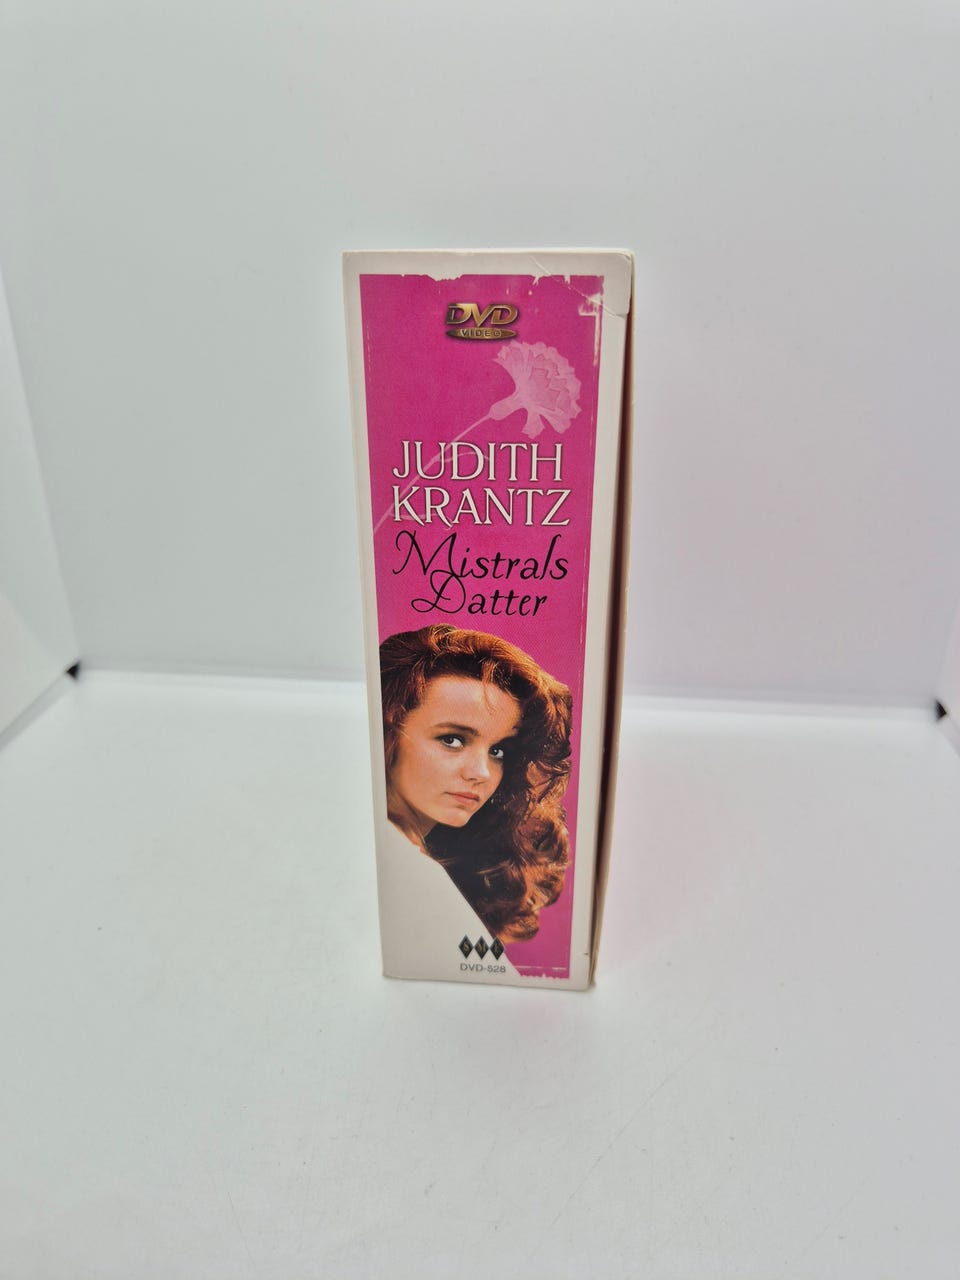 DVD
VIDEO
JUDITH
KRANTZ
Mistrals
Datter
DVD-528